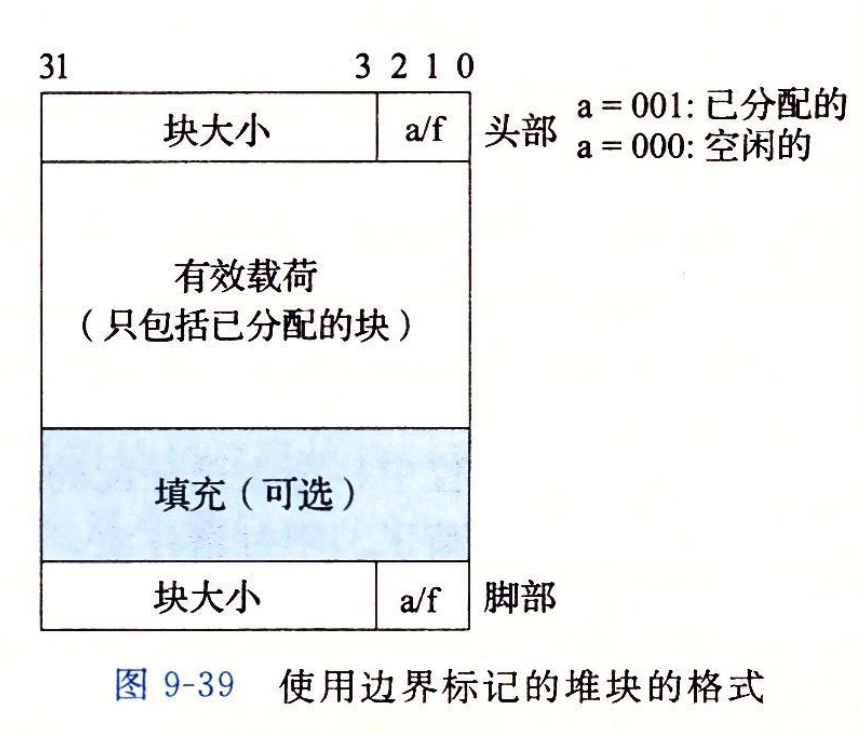 31 3 2 1 0
块大小 a/f 头部 a = 001: 已分配的
a = 000: 空闲的
有效载荷
（只包括已分配的块）
填充（可选）
块大小 a/f 脚部
图 9-39 使用边界标记的堆块的格式